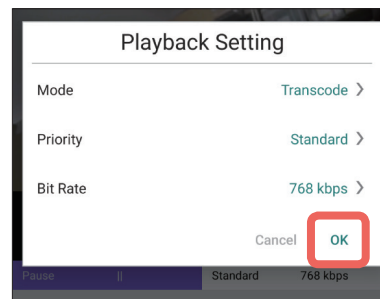 Playback Setting
Mode Transcode >
Priority Standard >
Bit Rate 768 kbps >
Cancel OK
Pause || Standard 768 kbps